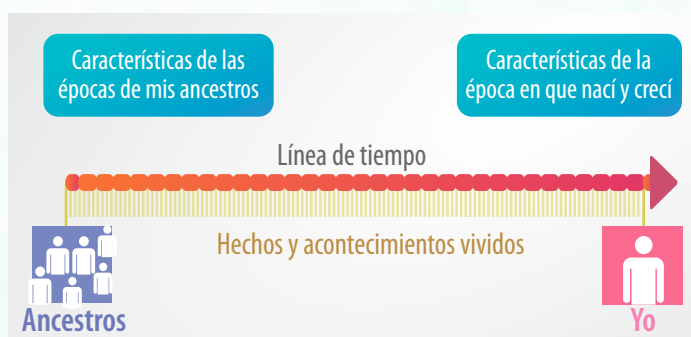 Características de las
épocas de mis ancestros
Características de la
época en que nací y crecí
Línea de tiempo
Hechos y acontecimientos vividos
Ancestros
Yo